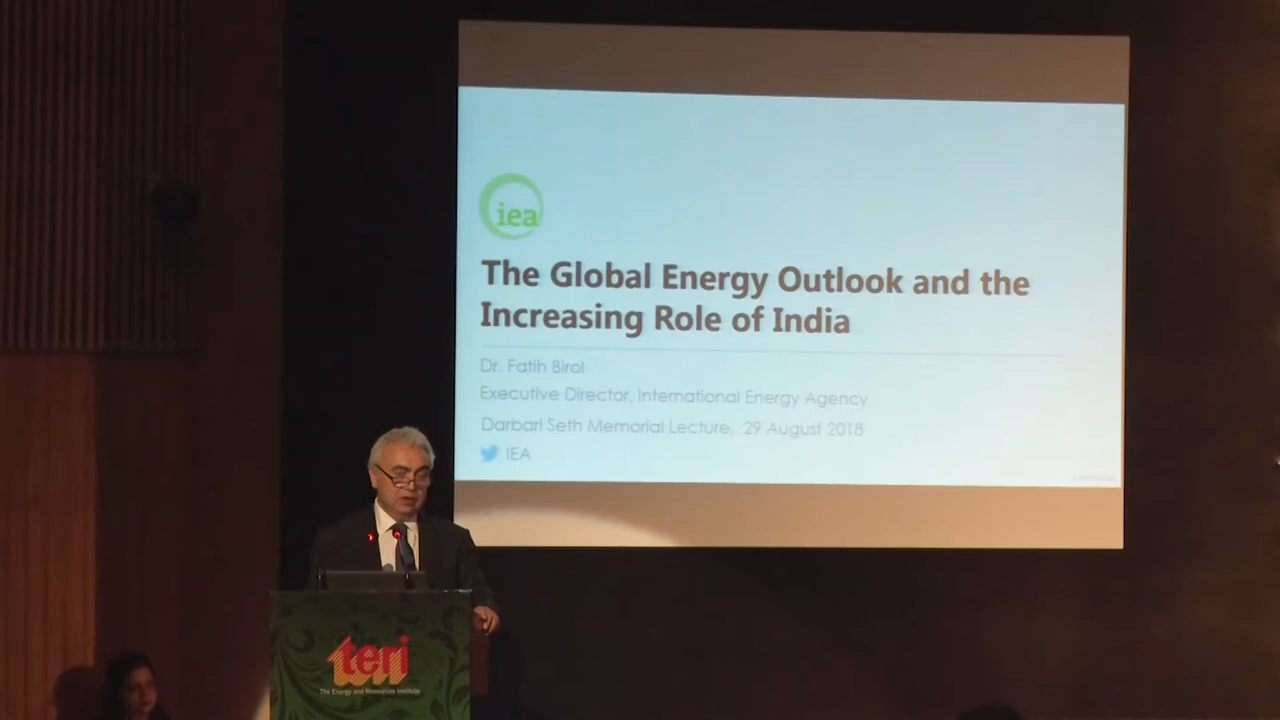 iea
The Global Energy Outlook and the
Increasing Role of India
Dr. Fatih Birol
Executive Director, International Energy Agency
Darbari Seth Memorial Lecture, 29 August 2018
IEA
teri
The Energy and Resources Institute